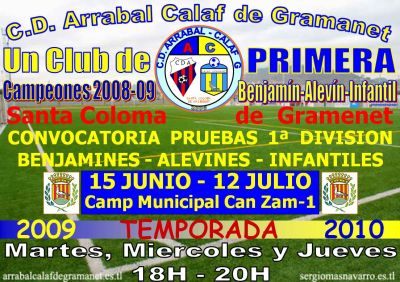 C.D. Arrabal Calaf de Gramanet
Un Club de PRIMERA
Campeones 2008-09 Benjamín-Alevín-Infantil
C.D. ARRABAL - CALAF G
A C
Santa Coloma de Gramenet
CONVOCATORIA PRUEBAS 1ª DIVISION
BENJAMINES - ALEVINES - INFANTILES
15 JUNIO - 12 JULIO
Camp Municipal Can Zam-1
2009 TEMPORADA 2010
Martes, Miercoles y Jueves
18H - 20H
arrabalcalafdegramanet.es.tl sergiomasnavarro.es.tl